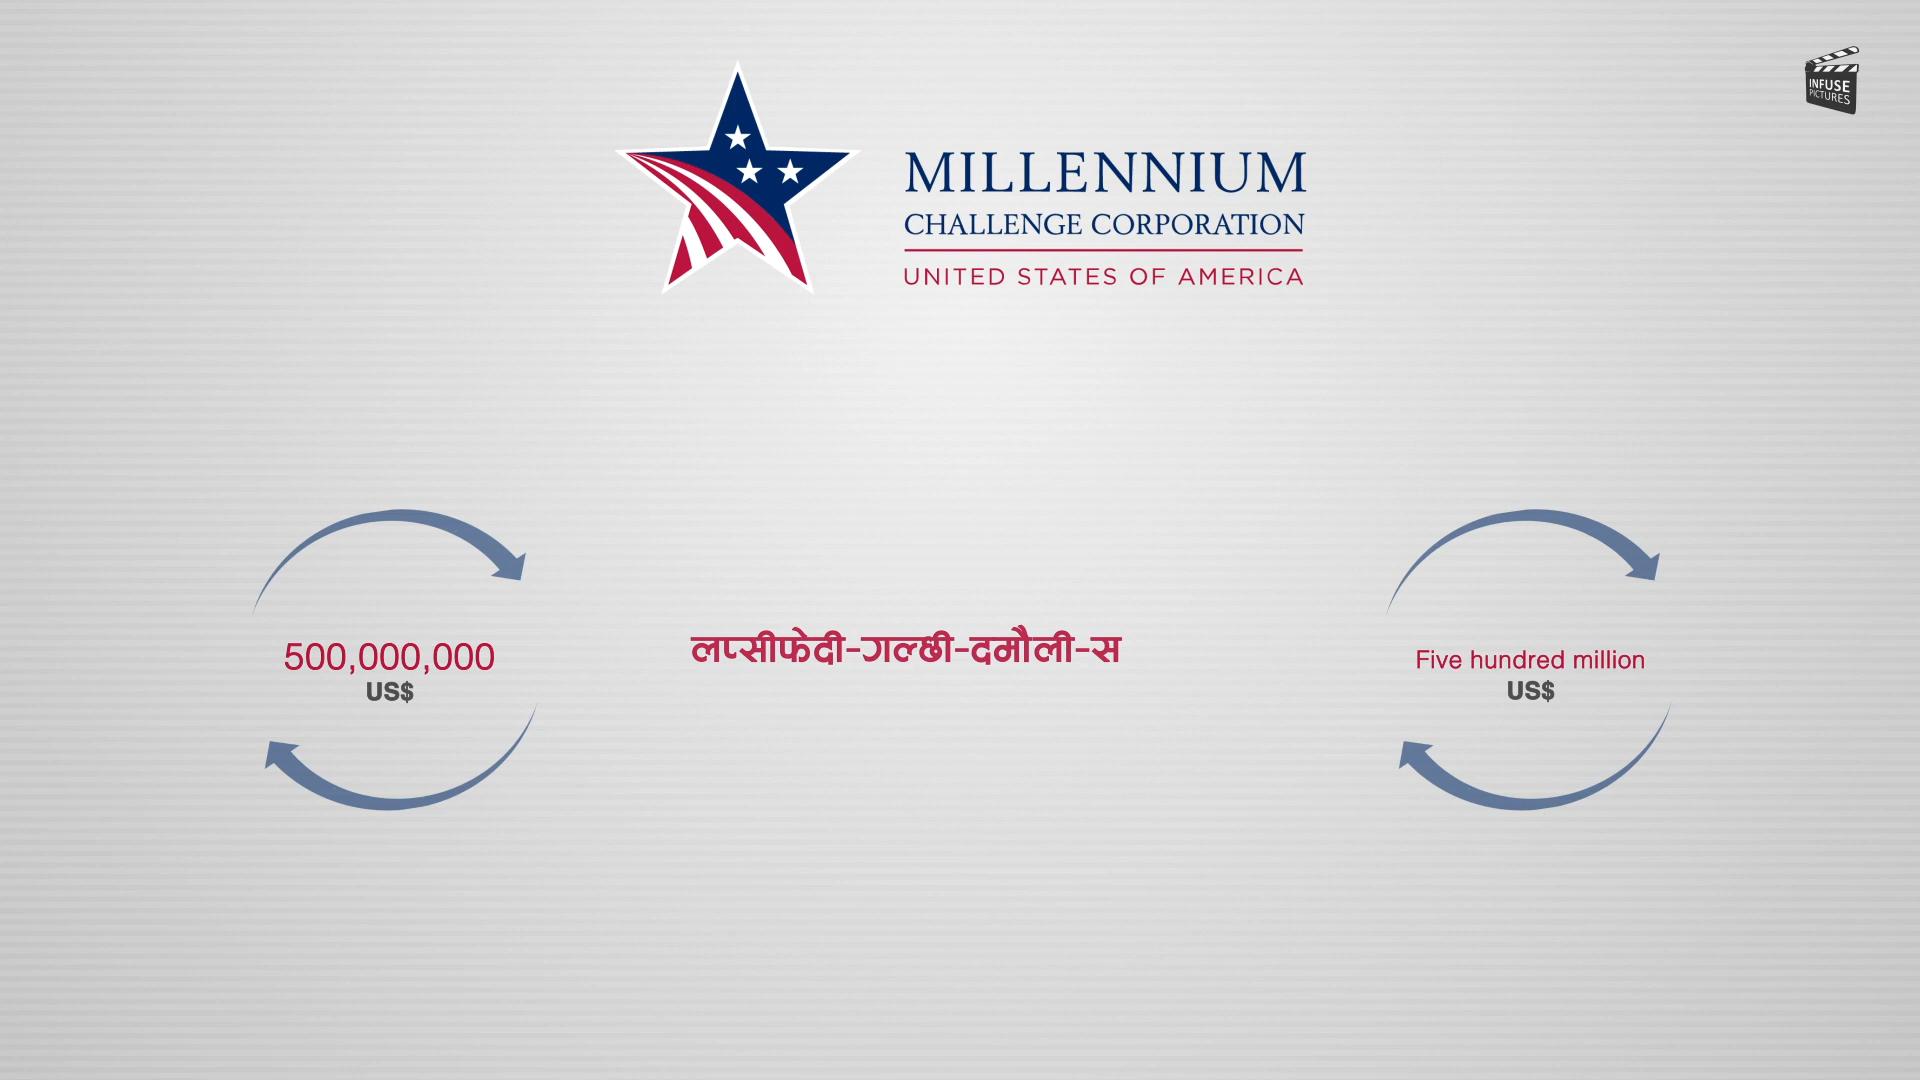 INFUSE
PICTURES
MILLENNIUM
CHALLENGE CORPORATION
UNITED STATES OF AMERICA
500,000,000
US$
लप्सीफेदी-गल्छी-दमौली-स
Five hundred million
US$